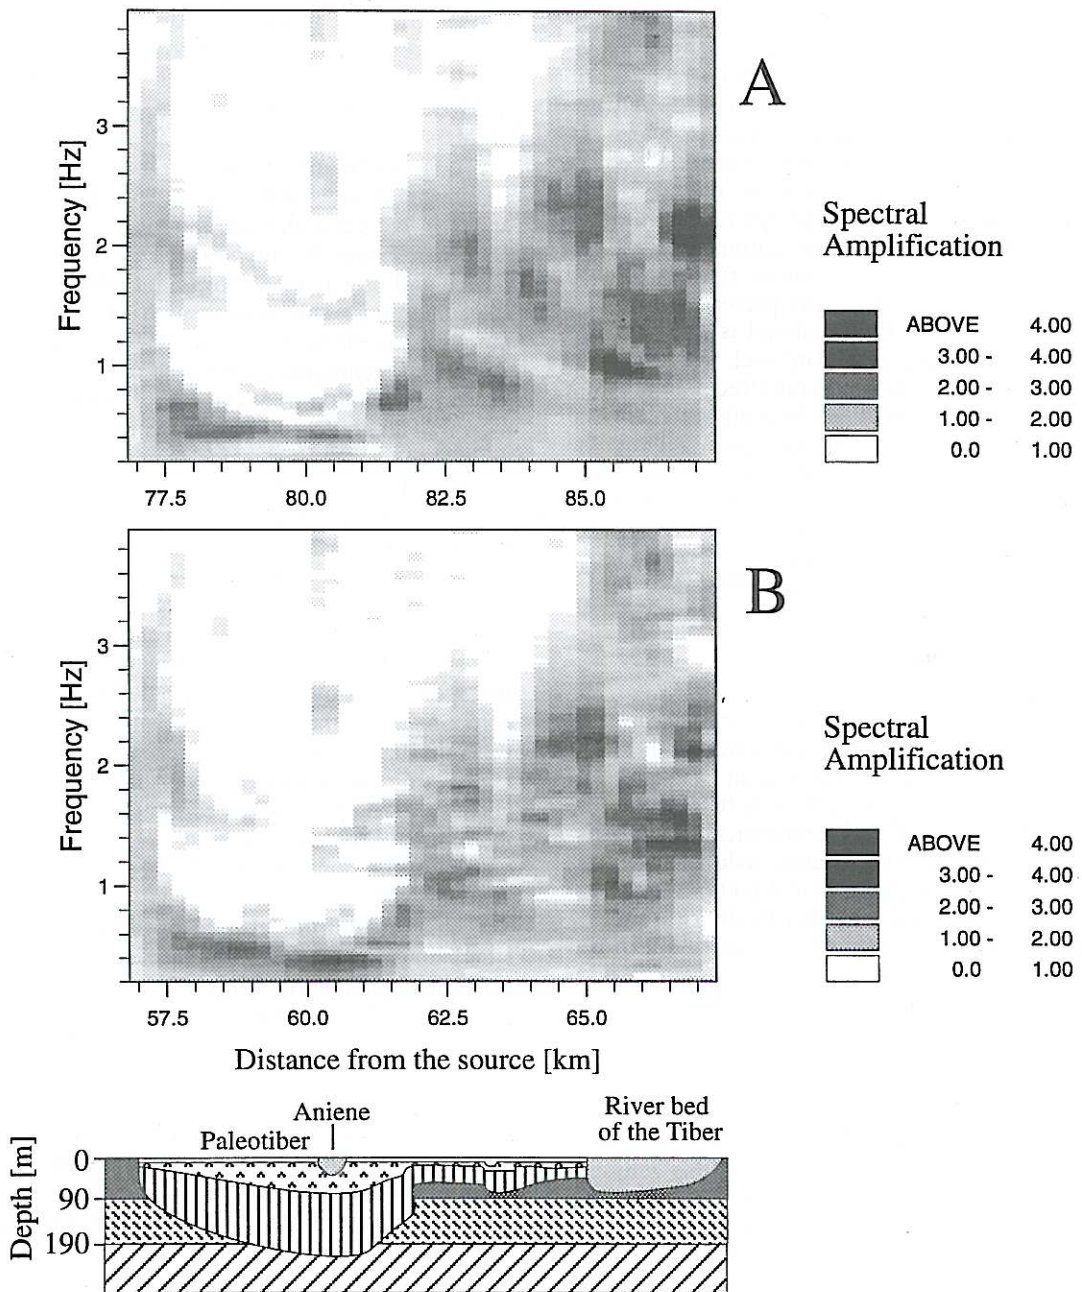 A
Frequency [Hz]
3
2
1
77.5 80.0 82.5 85.0
Spectral
Amplification
ABOVE 4.00
3.00 - 4.00
2.00 - 3.00
1.00 - 2.00
0.0 1.00
B
Frequency [Hz]
3
2
1
57.5 60.0 62.5 65.0
Distance from the source [km]
Spectral
Amplification
ABOVE 4.00
3.00 - 4.00
2.00 - 3.00
1.00 - 2.00
0.0 1.00
Aniene
Paleotiber
River bed
of the Tiber
Depth [m]
0
90
190